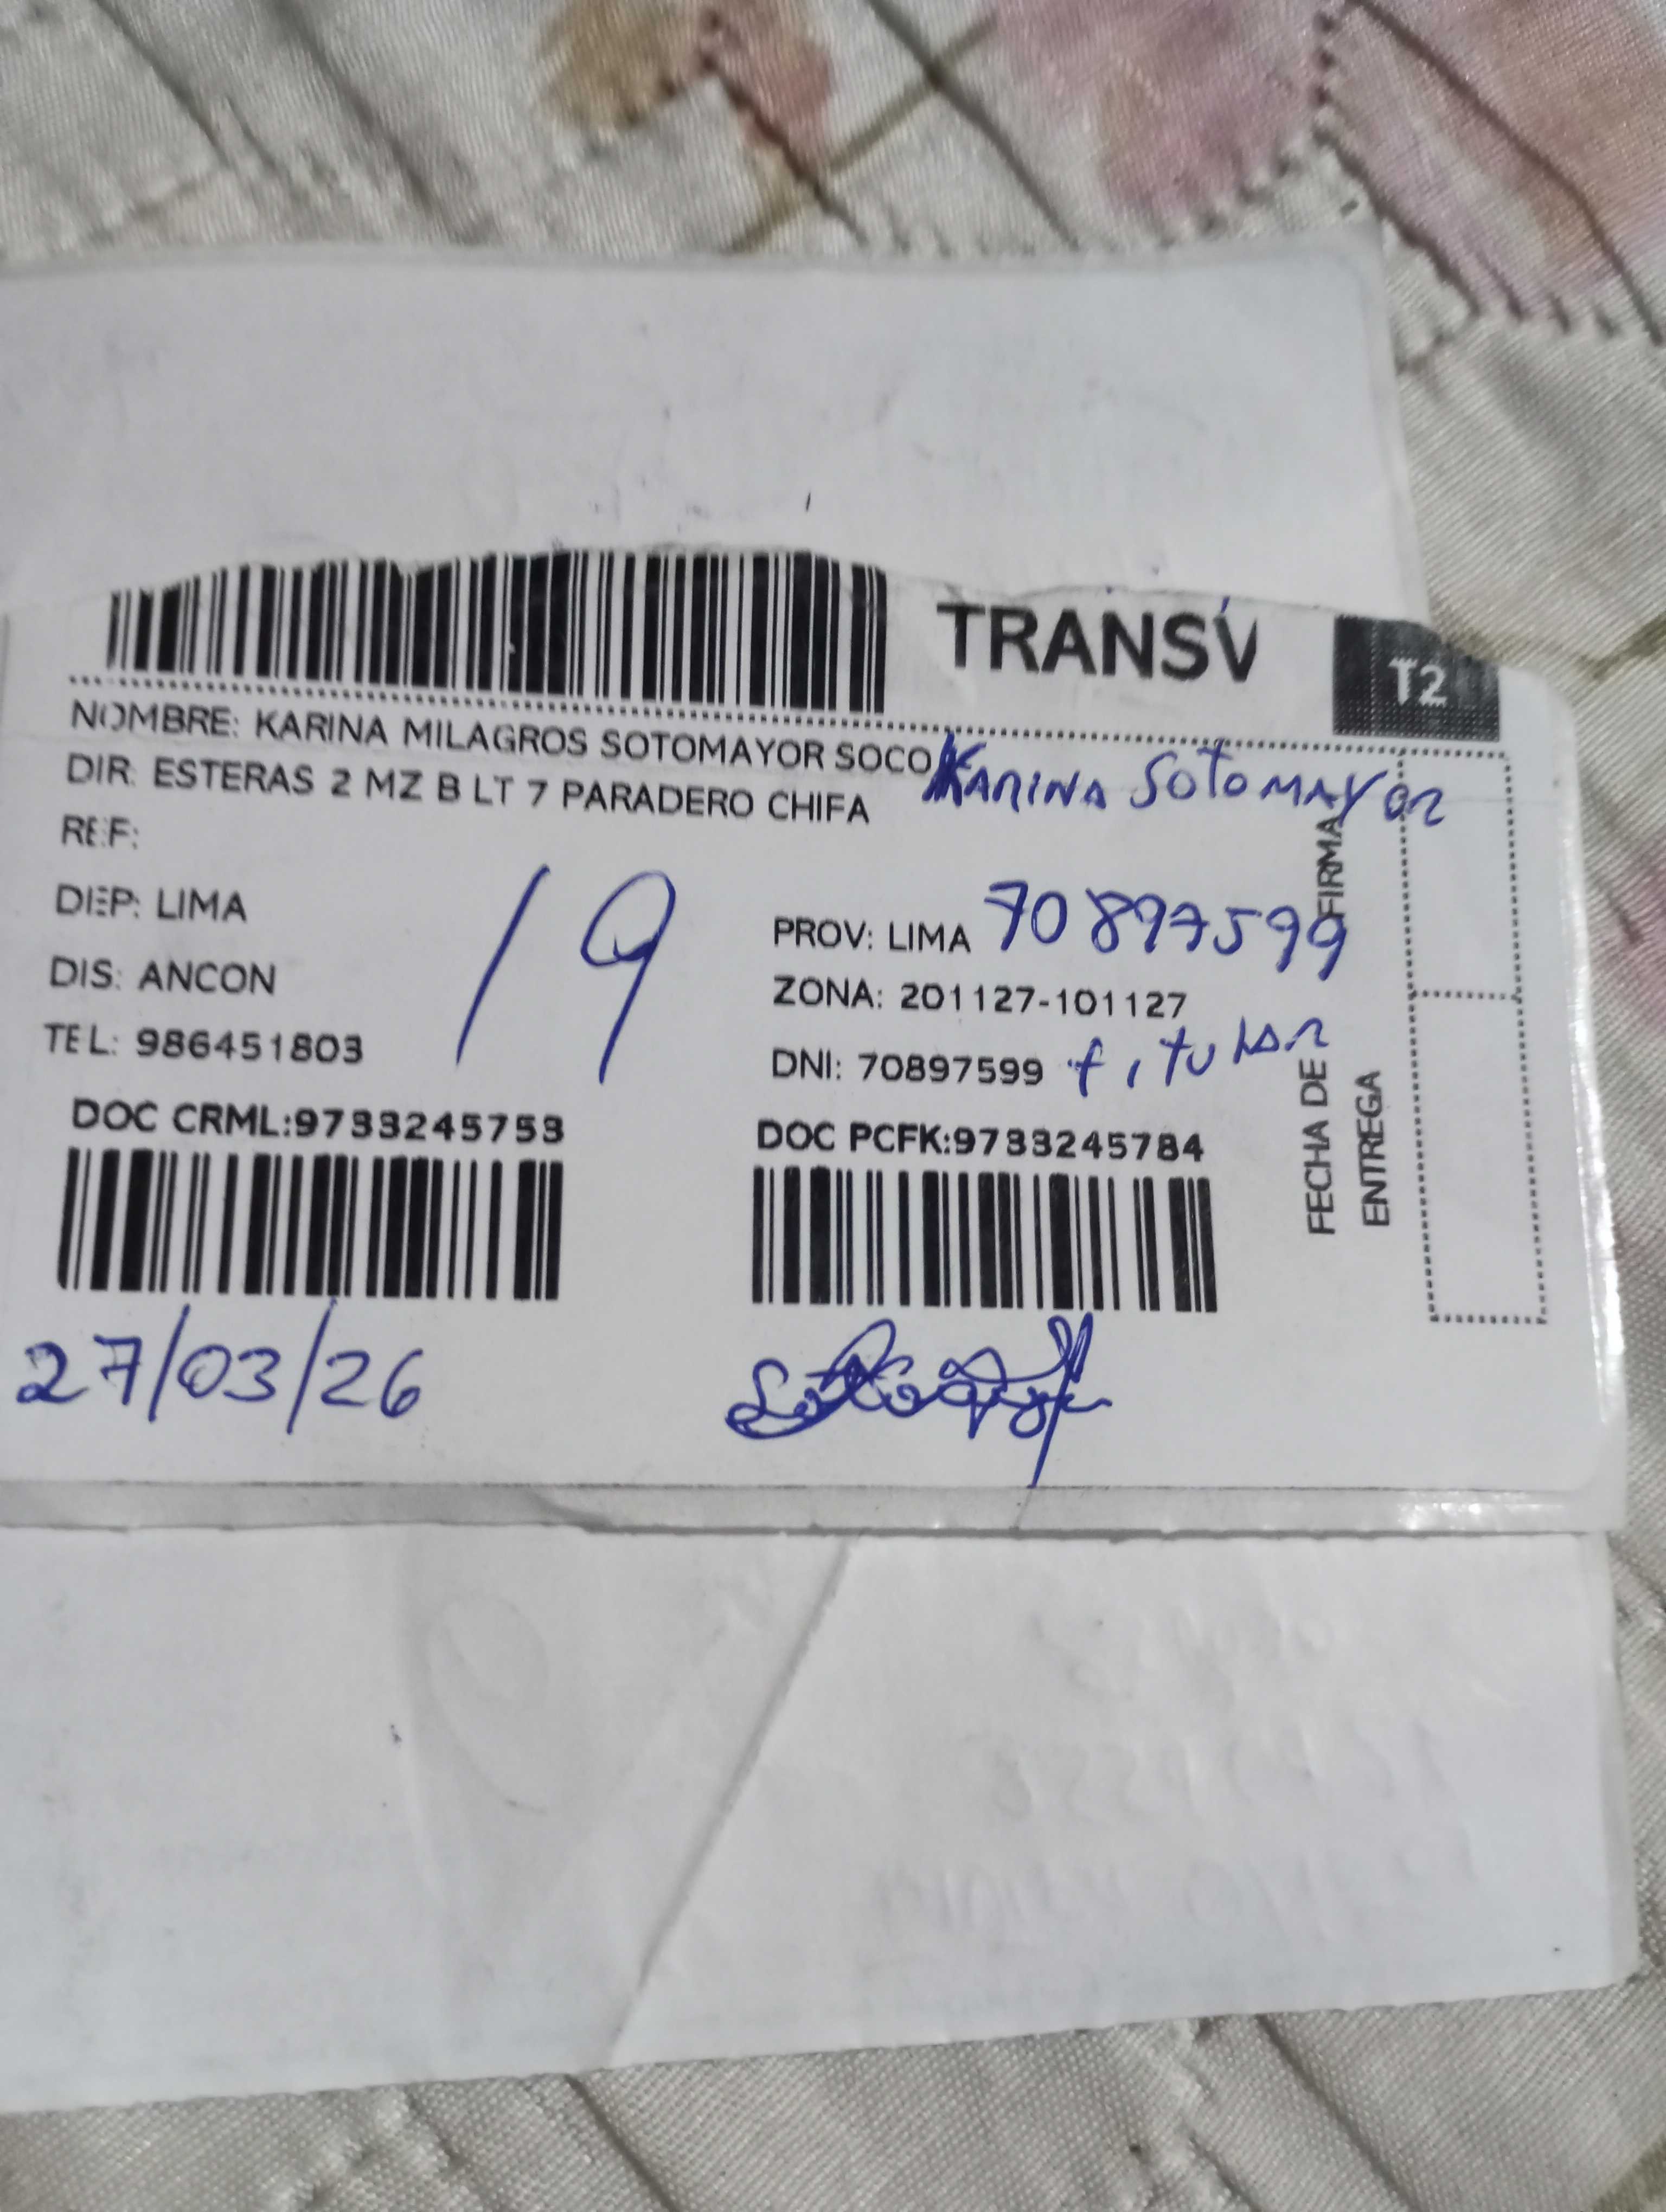 TRANSV
T2
NOMBRE: KARINA MILAGROS SOTOMAYOR SOCO
KARINA SOTOMAYOR
DIR: ESTERAS 2 MZ B LT 7 PARADERO CHIFA
REF:
FIRMA
DEP: LIMA
19
PROV: LIMA 70897599
DIS: ANCON
ZONA: 201127-101127
TEL: 986451803
DNI: 70897599 titular
FECHA DE
ENTREGA
DOC CRML:9733245753
DOC PCFK:9733245784
27/03/26